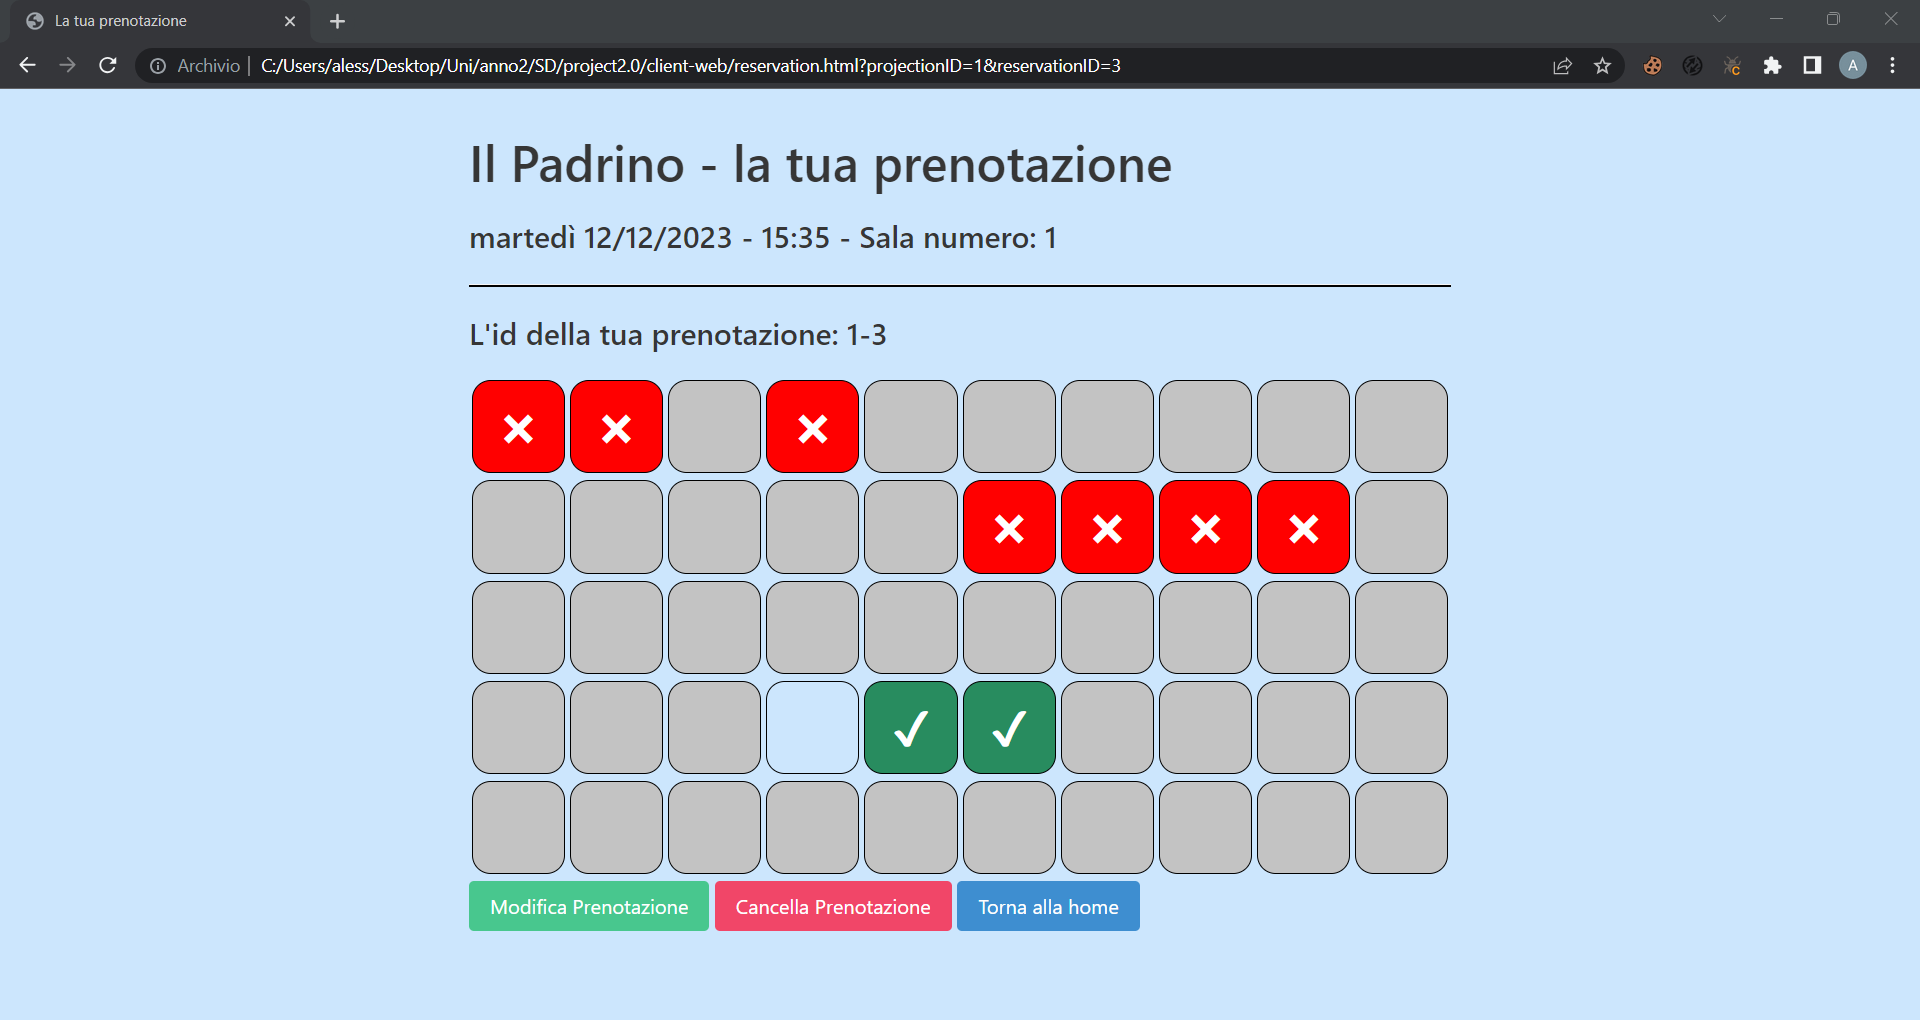 La tua prenotazione
Archivio C:/Users/aless/Desktop/Uni/anno2/SD/project2.0/client-web/reservation.html?projectionID=1&reservationID=3
A
Il Padrino - la tua prenotazione
martedì 12/12/2023 - 15:35 - Sala numero: 1
L'id della tua prenotazione: 1-3
Modifica Prenotazione Cancella Prenotazione Torna alla home